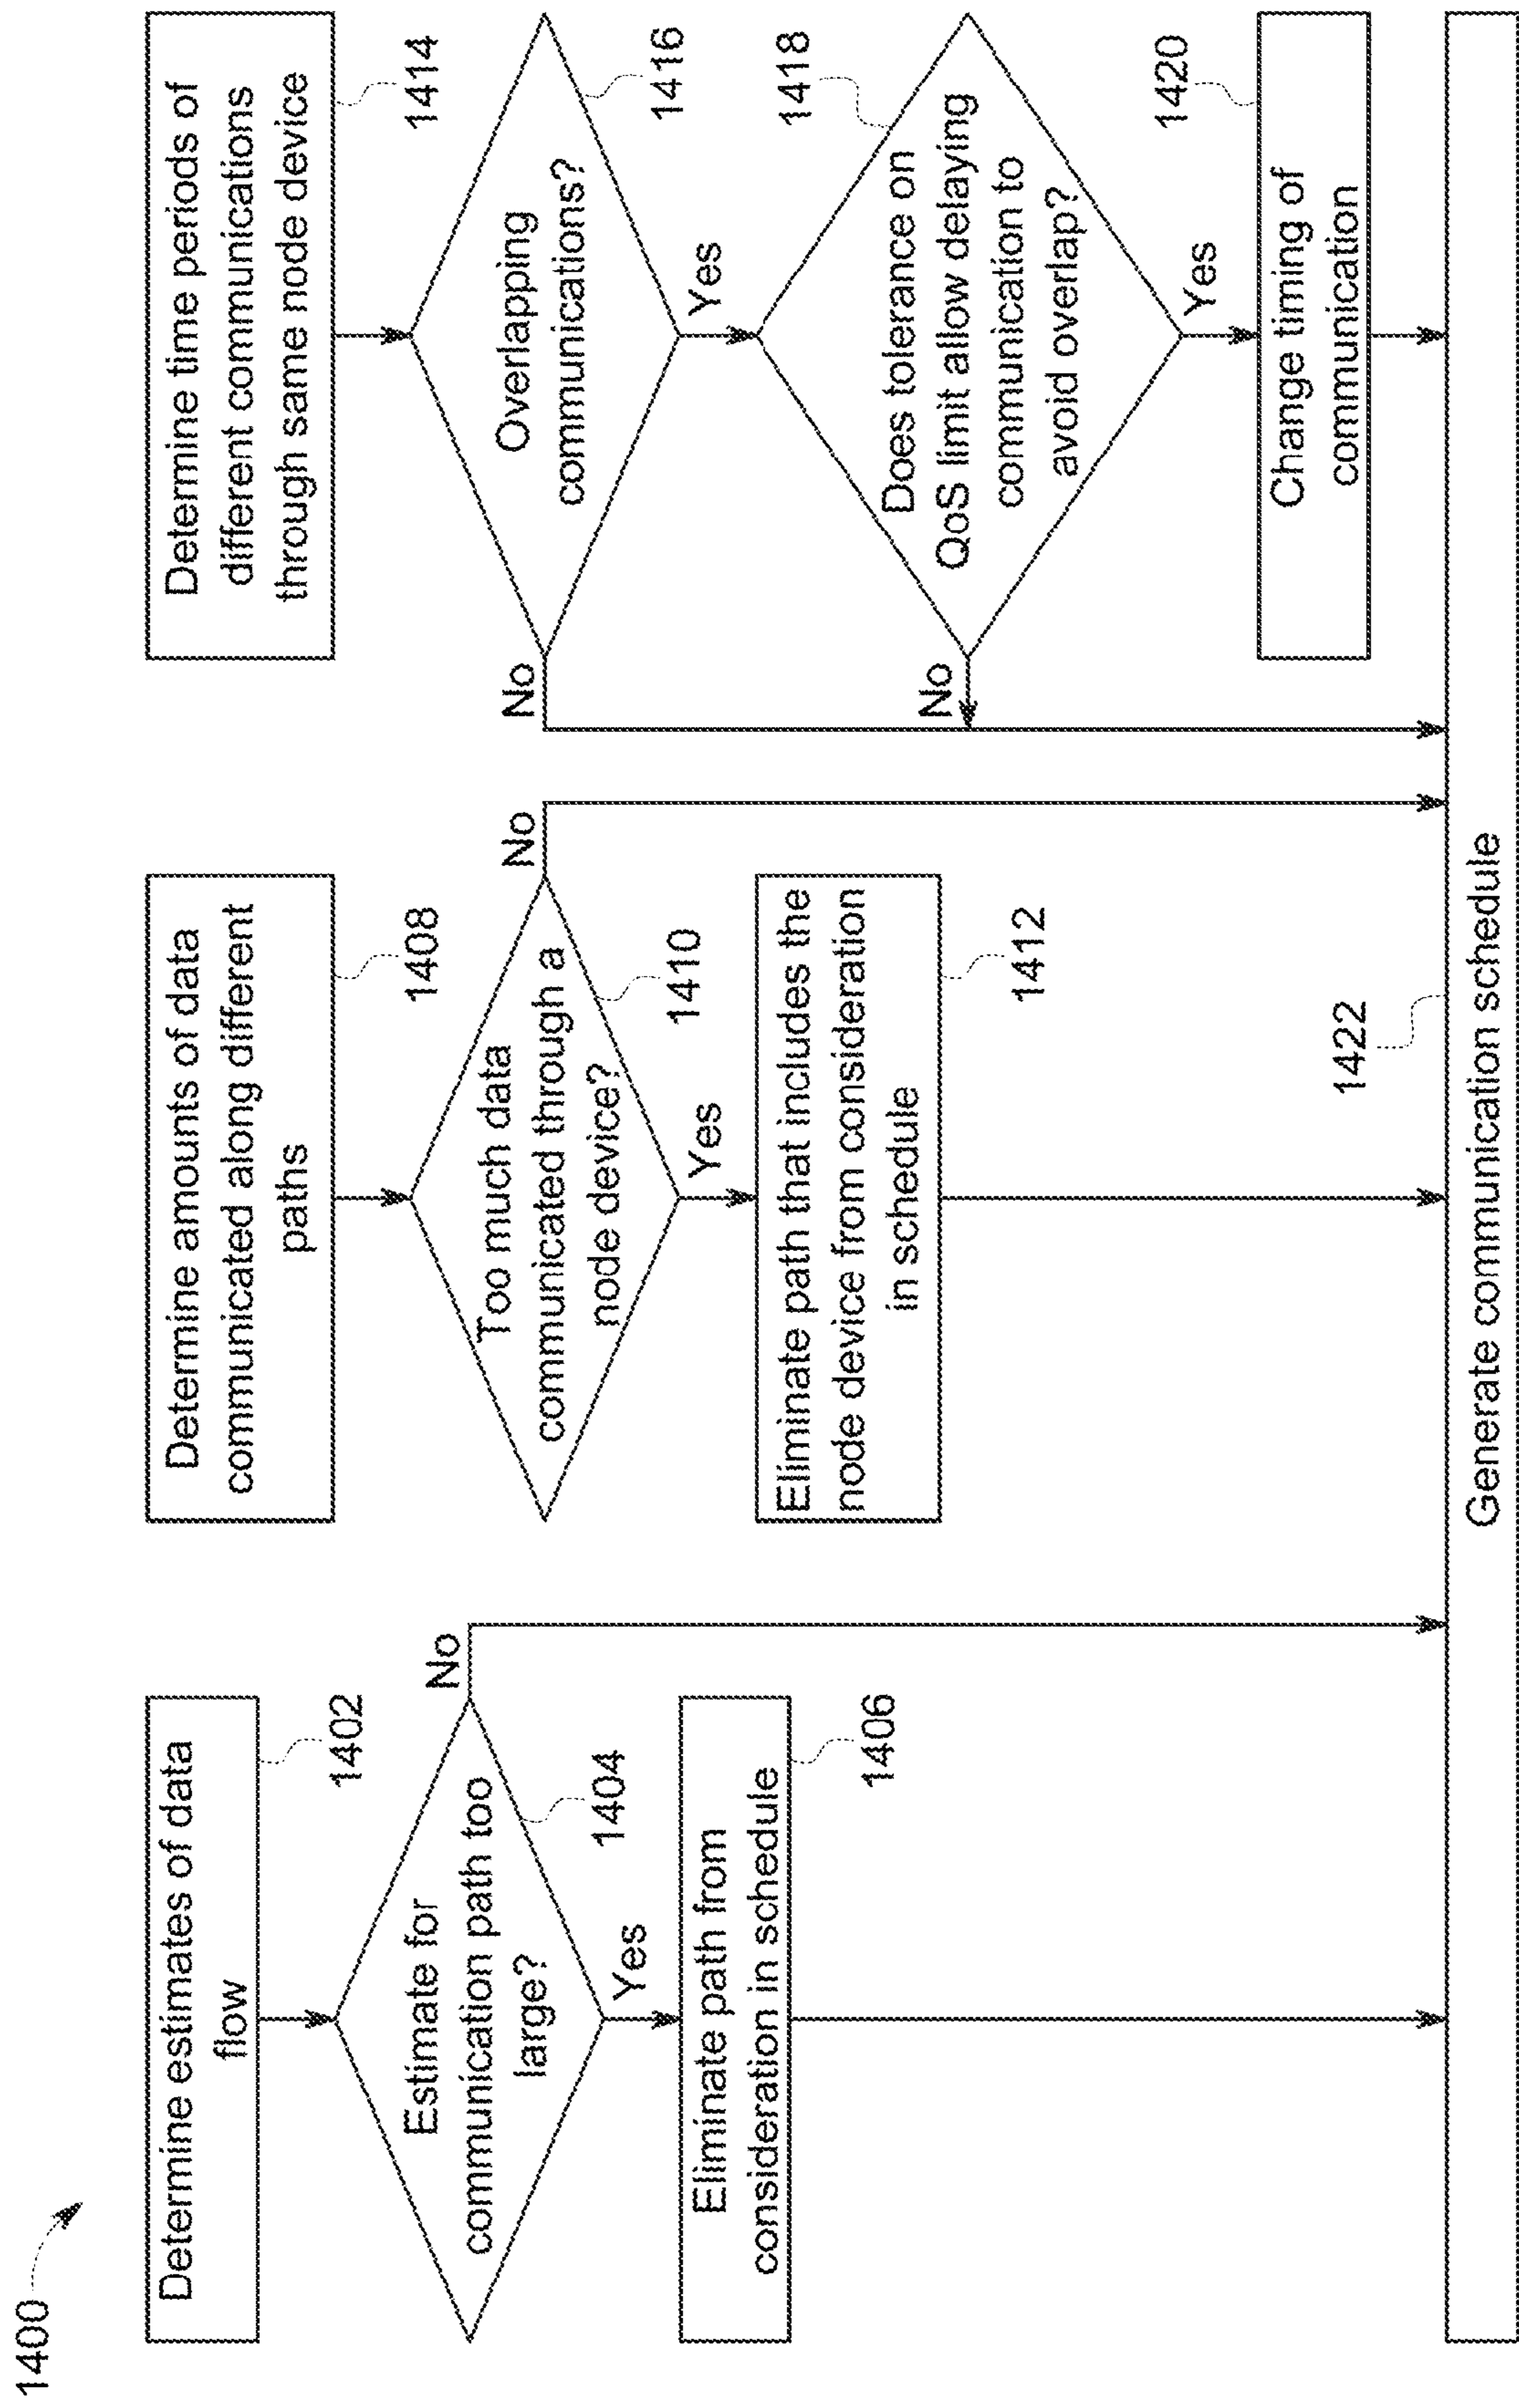 1400
Determine estimates of data
flow
1402
Estimate for
communication path too
large?
1404
No
Yes
Eliminate path from
consideration in schedule
1406
Determine amounts of data
communicated along different
paths
1408
Too much data
communicated through a
node device?
1410
No
Yes
Eliminate path that includes the
node device from consideration
in schedule
1412
Determine time periods of
different communications
through same node device
1414
Overlapping
communications?
1416
No
Yes
Does tolerance on
QoS limit allow delaying
communication to
avoid overlap?
1418
No
Yes
Change timing of
communication
1420
1422
Generate communication schedule